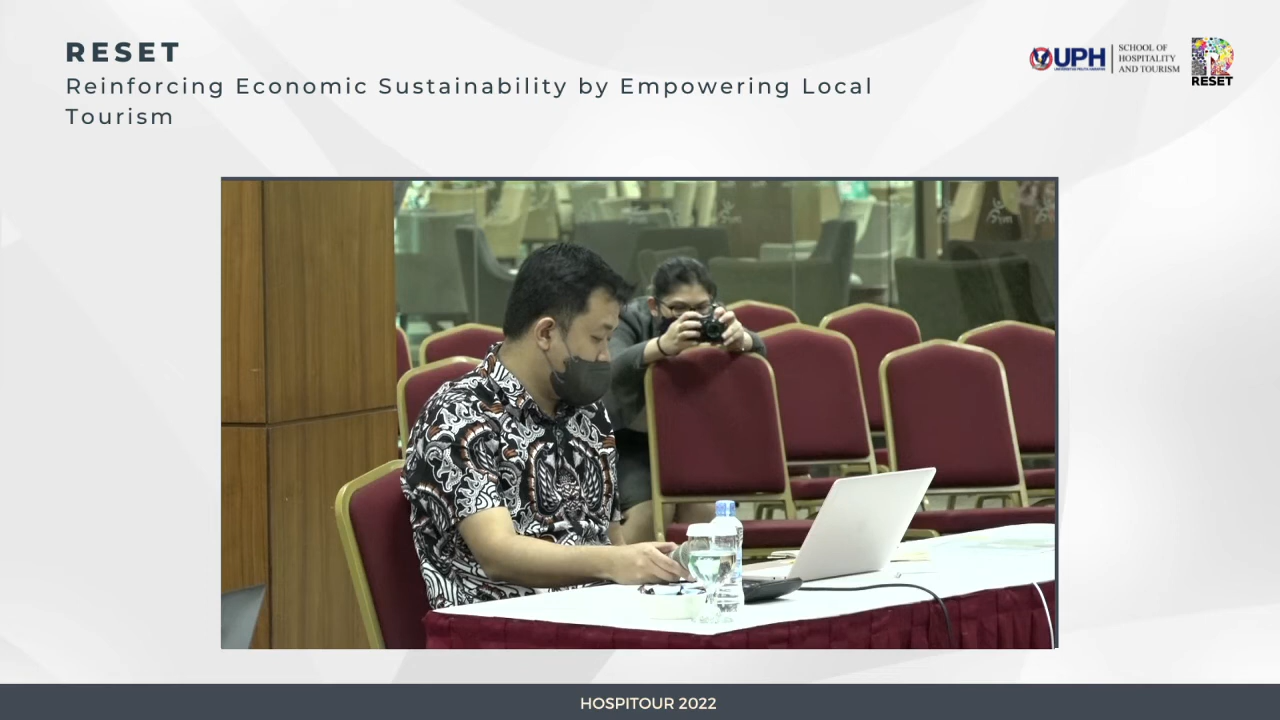 RESET
Reinforcing Economic Sustainability by Empowering Local
Tourism
UPH
SCHOOL OF
HOSPITALITY
AND TOURISM
RESET
HOSPITOUR 2022